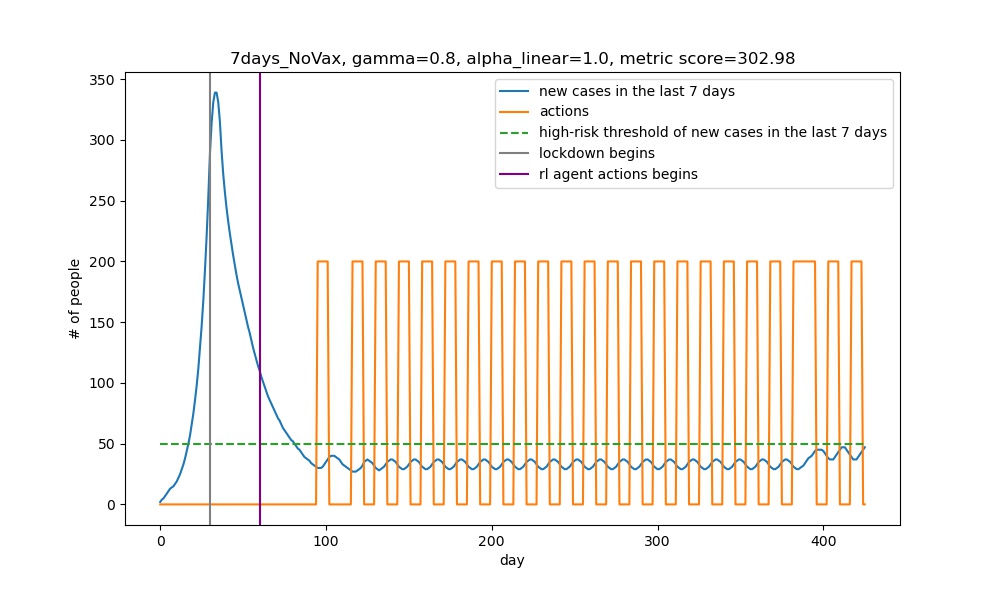 7days_NoVax, gamma=0.8, alpha_linear=1.0, metric score=302.98
350
300
250
200
150
100
50
0
# of people
new cases in the last 7 days
actions
high-risk threshold of new cases in the last 7 days
lockdown begins
rl agent actions begins
0 100 200 300 400
day